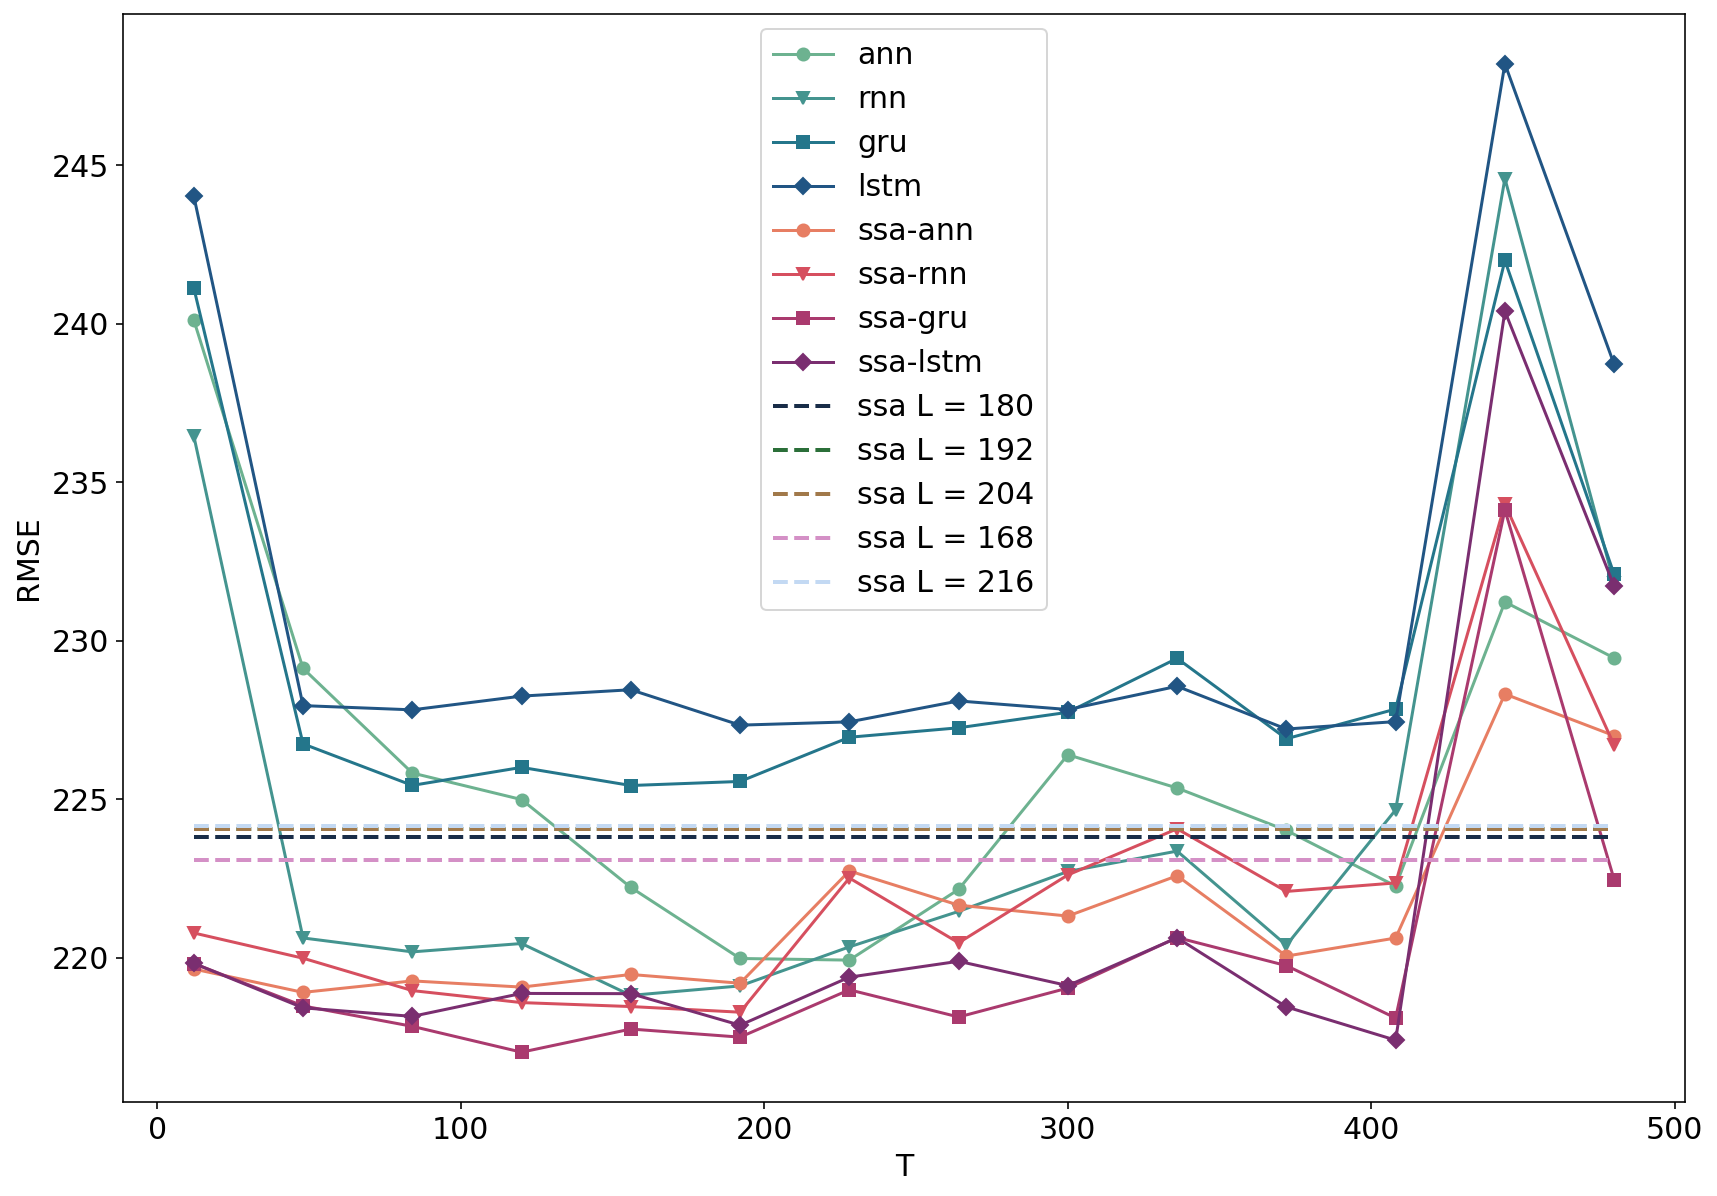 ann
rnn
gru
lstm
ssa-ann
ssa-rnn
ssa-gru
ssa-lstm
ssa L = 180
ssa L = 192
ssa L = 204
ssa L = 168
ssa L = 216
245
240
235
230
225
220
RMSE
0 100 200 300 400 500
T